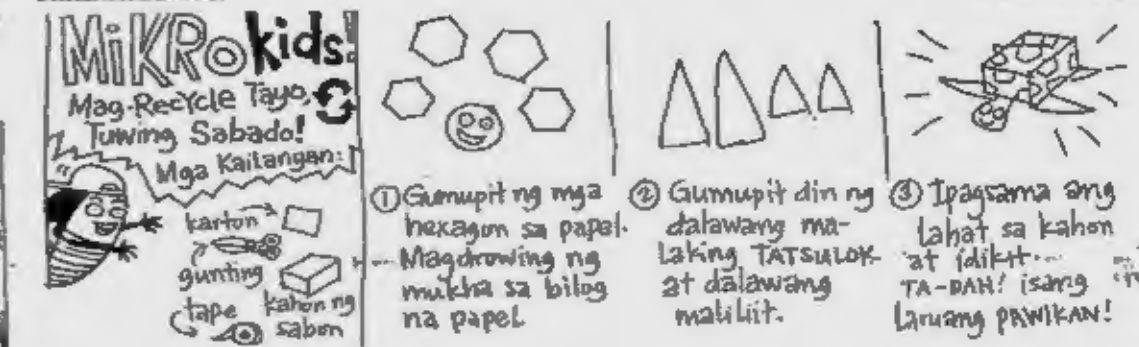 MiKRo kids!
Mag-Recycle Tayo,
Tuwing Sabado!
Mga Kailangan:
karton
gunting
kahon ng
sabon
tape
① Gumupit ng mga
hexagon sa papel.
Magdrowing ng
mukha sa bilog
na papel
② Gumupit din ng
dalawang ma-
laking TATSULOK
at dalawang
maliliit.
③ Ipagsama ang
lahat sa kahon
at idikit...
TA-DAH! isang
laruang PAWIKAN!